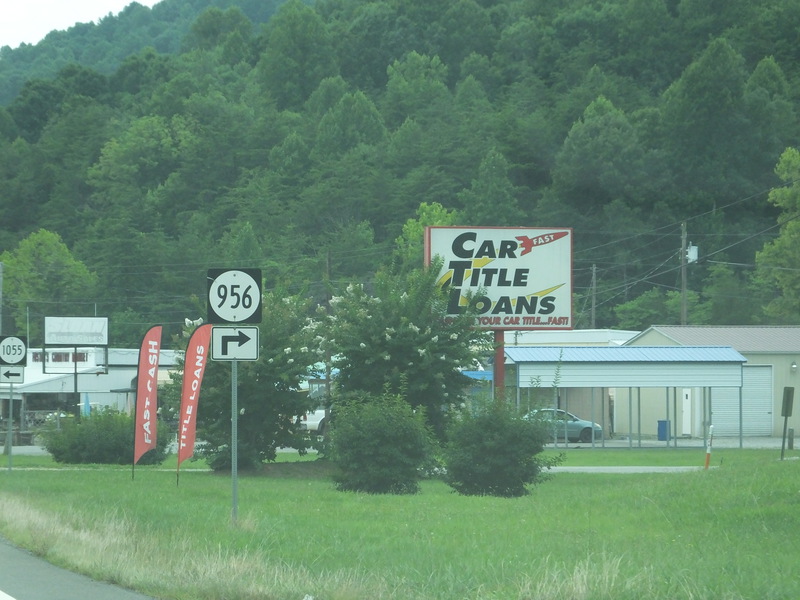 956
1055
FAST CASH
TITLE LOANS
CAR
FAST
TITLE
LOANS
YOUR CAR TITLE....FAST!